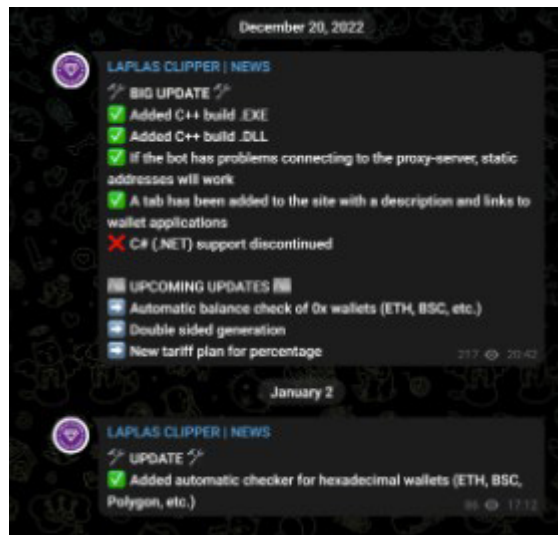 December 20, 2022
LAPLAS CLIPPER | NEWS
🛠 BIG UPDATE 🛠
✅ Added C++ build .EXE
✅ Added C++ build .DLL
✅ If the bot has problems connecting to the proxy-server, static
addresses will work
✅ A tab has been added to the site with a description and links to
wallet applications
❌ C# (.NET) support discontinued
UPCOMING UPDATES
➡️ Automatic balance check of 0x wallets (ETH, BSC, etc.)
➡️ Double sided generation
➡️ New tariff plan for percentage
217 20:42
January 2
LAPLAS CLIPPER | NEWS
🛠 UPDATE 🛠
✅ Added automatic checker for hexadecimal wallets (ETH, BSC,
Polygon, etc.)
86 17:12